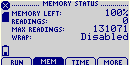 MEMORY STATUS
MEMORY LEFT: 100%
READINGS: 0
MAX READINGS: 131071
WRAP: Disabled
RUN MEM TIME MORE